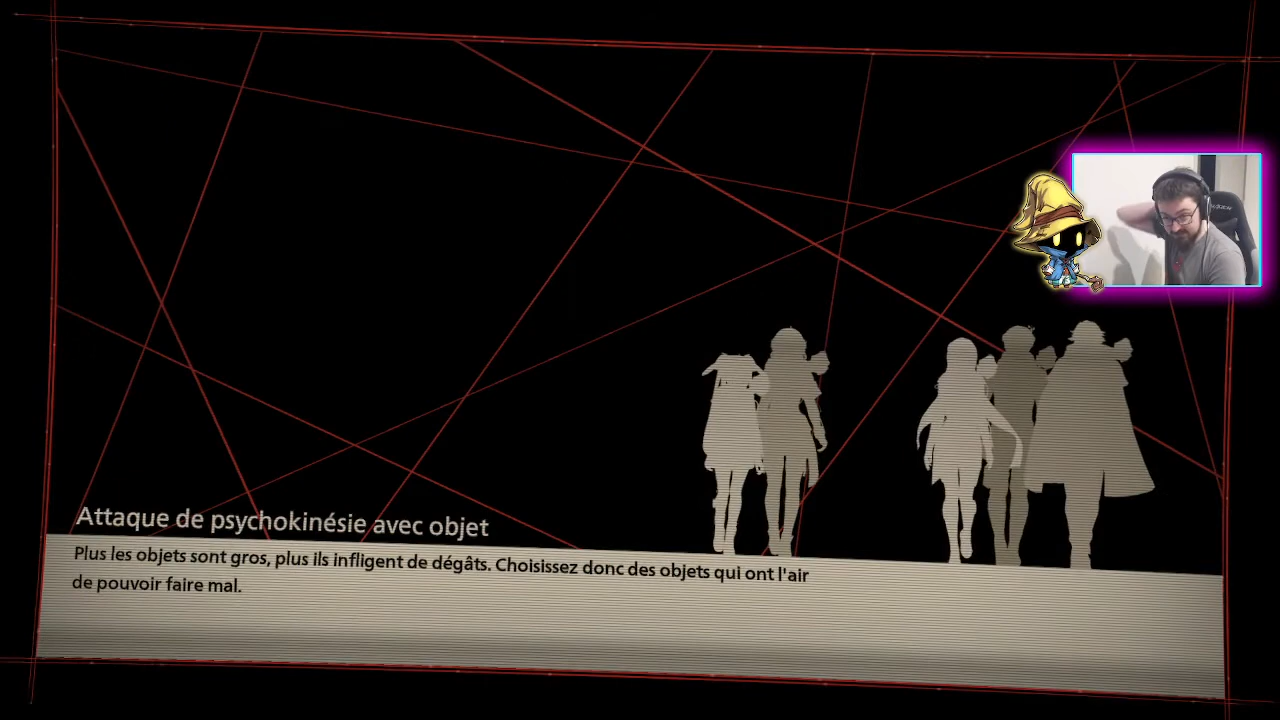 Attaque de psychokinésie avec objet
Plus les objets sont gros, plus ils infligent de dégâts. Choisissez donc des objets qui ont l'air
de pouvoir faire mal.